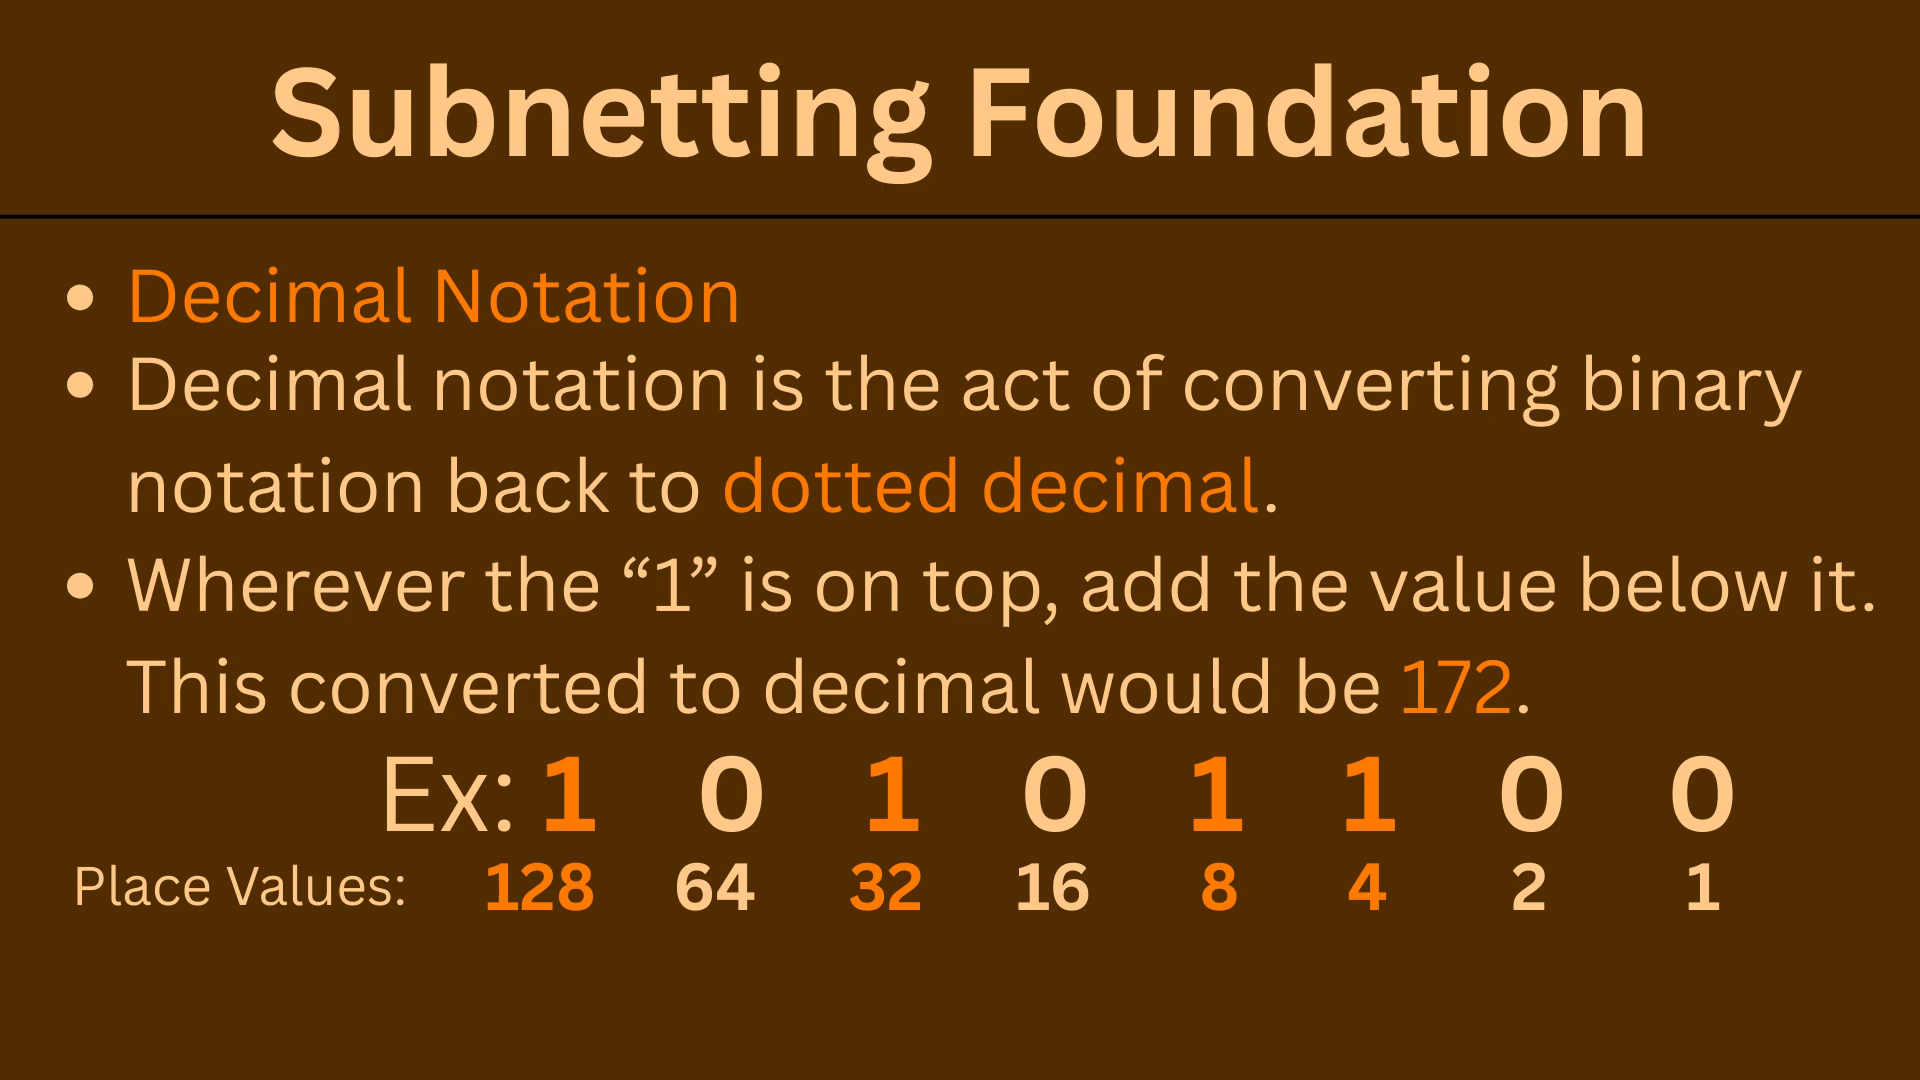 Subnetting Foundation
• Decimal Notation
• Decimal notation is the act of converting binary
notation back to dotted decimal.
• Wherever the “1” is on top, add the value below it.
This converted to decimal would be 172.
Ex: 1 0 1 0 1 1 0 0
Place Values: 128 64 32 16 8 4 2 1